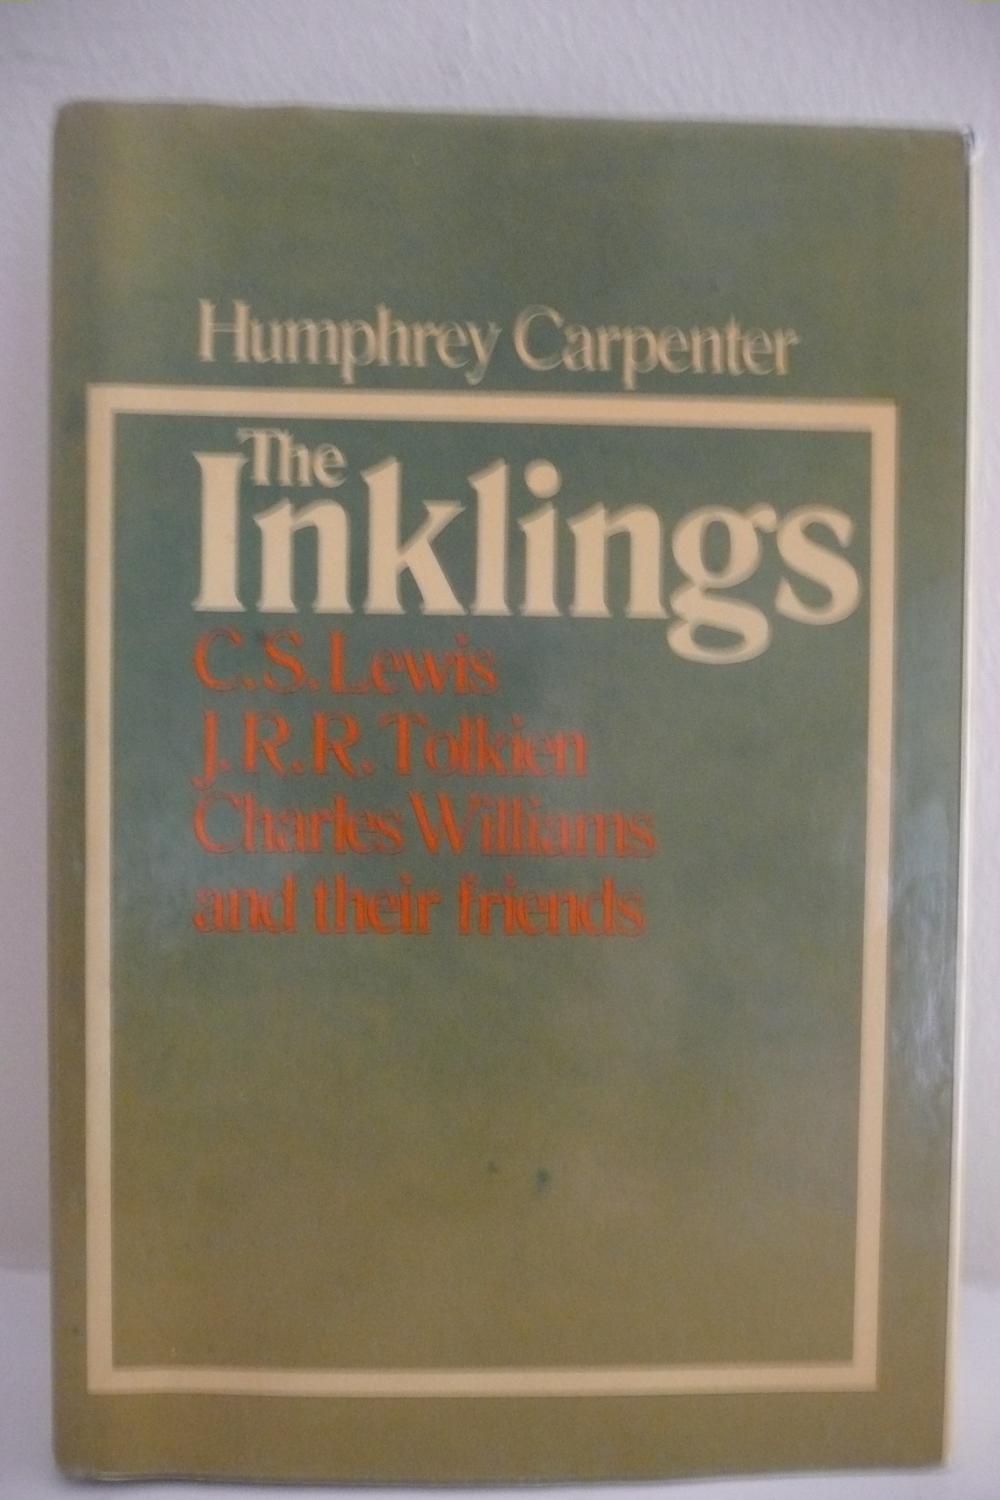 Humphrey Carpenter
The
Inklings
C.S. Lewis
J.R.R. Tolkien
Charles Williams
and their friends